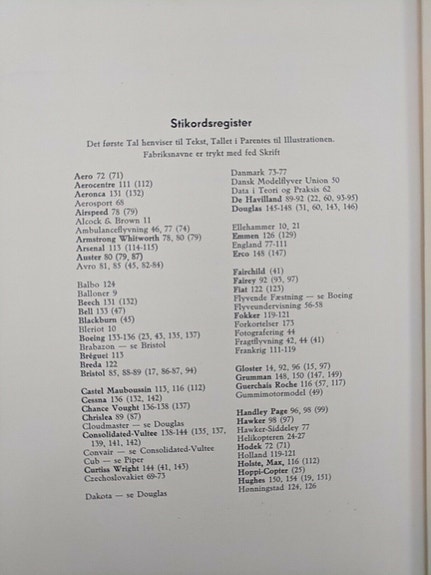 Stikordsregister
Det første Tal henviser til Tekst, Tallet i Parentes til Illustrationen.
Fabriksnavne er trykt med fed Skrift
Aero 72 (71)
Aerocentre 111 (112)
Aeronca 131 (132)
Aerosport 68
Airspeed 78 (79)
Alcock & Brown 11
Ambulanceflyvning 46, 77 (74)
Armstrong Whitworth 78, 80 (79)
Arsenal 113 (114-115)
Auster 80 (79, 87)
Avro 81, 85 (45, 82-84)
Balbo 124
Balloner 9
Beech 131 (132)
Bell 133 (47)
Blackburn (45)
Bleriot 10
Boeing 133-136 (23, 43, 135, 137)
Brabazon — se Bristol
Bréguei 113
Breda 122
Bristol 85, 88-89 (17, 86-87, 94)
Castel Mauboussin 113, 116 (112)
Cessna 136 (132, 142)
Chance Vought 136-138 (137)
Chrislea 89 (87)
Cloudmaster — se Douglas
Consolidated-Vultee 138-144 (135, 137,
139, 141, 142)
Convair — se Consolidated-Vultee
Cub — se Piper
Curtiss Wright 144 (41, 143)
Czechoslovakiet 69-73
Dakota — se Douglas
Danmark 73-77
Dansk Modelflyver Union 50
Data i Teori og Praksis 62
De Havilland 89-92 (22, 60, 93-95)
Douglas 145-148 (31, 60, 143, 146)
Ellehammer 10, 21
Emmen 126 (129)
England 77-111
Erco 148 (147)
Fairchild (41)
Fairey 92 (93, 97)
Fiat 122 (123)
Flyvende Fæstning — se Boeing
Flyveundervisning 56-58
Fokker 119-121
Forkortelser 173
Fotografering 44
Fragtflyvning 42, 44 (41)
Frankrig 111-119
Gloster 14, 92, 96 (15, 97)
Grumman 148, 150 (147, 149)
Guerchais Roche 116 (57, 117)
Gummimotormodel (49)
Handley Page 96, 98 (99)
Hawker 98 (97)
Hawker-Siddeley 77
Helikopteren 24-27
Hodek 72 (71)
Holland 119-121
Holste, Max, 116 (112)
Hoppi-Copter (25)
Hughes 150, 154 (19, 151)
Hønningstad 124, 126